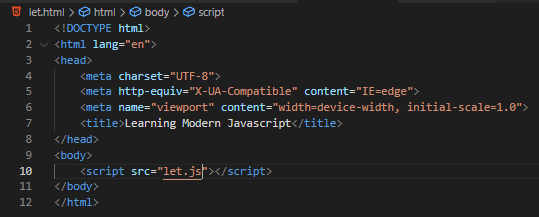 let.html > html > body > script
1 <!DOCTYPE html>
2 <html lang="en">
3 <head>
4 <meta charset="UTF-8">
5 <meta http-equiv="X-UA-Compatible" content="IE=edge">
6 <meta name="viewport" content="width=device-width, initial-scale=1.0">
7 <title>Learning Modern Javascript</title>
8 </head>
9 <body>
10 <script src="let.js"></script>
11 </body>
12 </html>